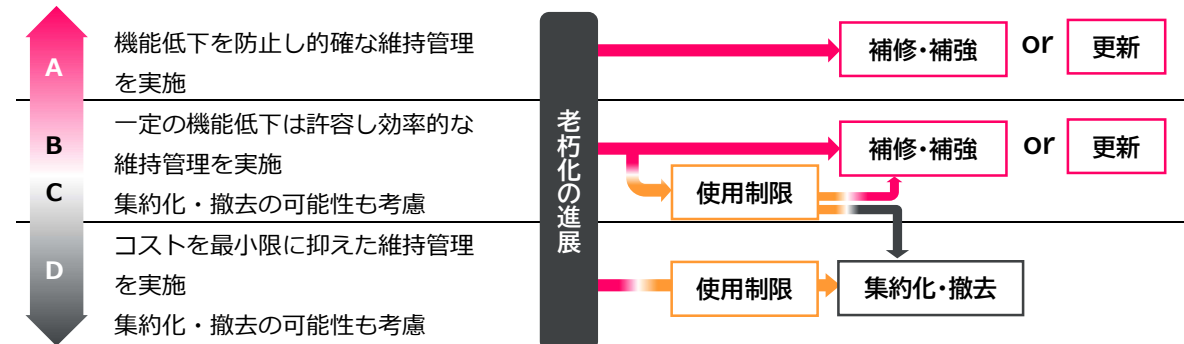 A
機能低下を防止し的確な維持管理
を実施
補修・補強
or
更新
B
C
一定の機能低下は許容し効率的な
維持管理を実施
集約化・撤去の可能性も考慮
老朽化の進展
補修・補強
or
更新
使用制限
D
コストを最小限に抑えた維持管理
を実施
集約化・撤去の可能性も考慮
使用制限
集約化・撤去